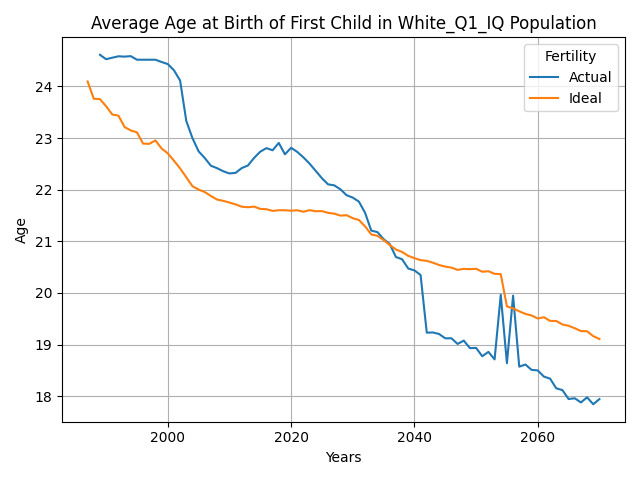 Average Age at Birth of First Child in White_Q1_IQ Population
Fertility
Actual
Ideal
Age
24
23
22
21
20
19
18
2000
2020
2040
2060
Years